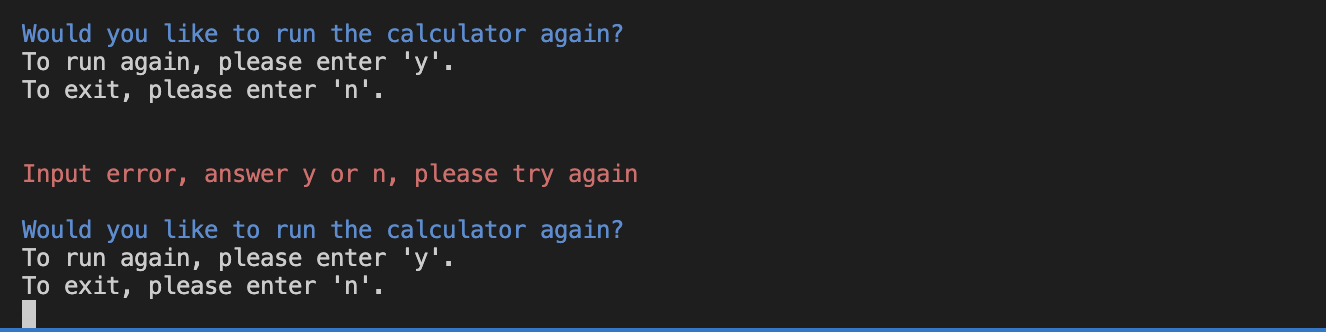 Would you like to run the calculator again?
To run again, please enter 'y'.
To exit, please enter 'n'.
Input error, answer y or n, please try again
Would you like to run the calculator again?
To run again, please enter 'y'.
To exit, please enter 'n'.